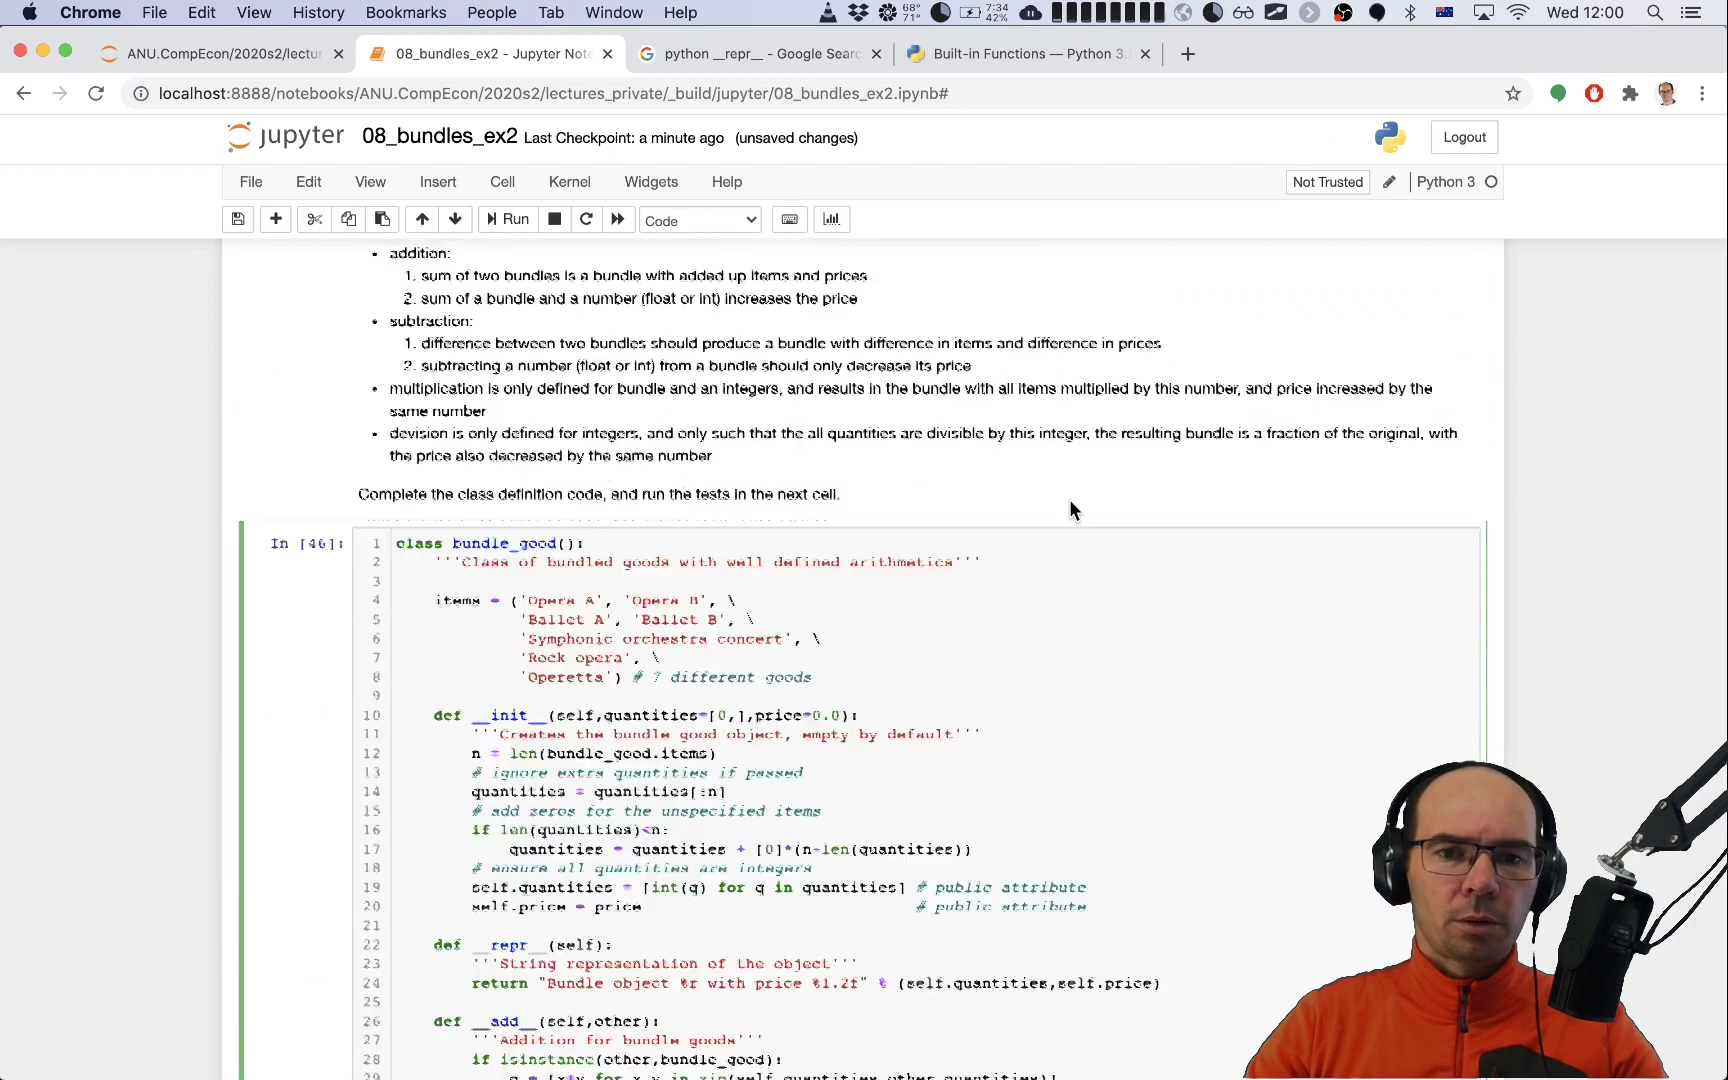 Chrome File Edit View History Bookmarks People Tab Window Help 68° 71° 7:34 42% Wed 12:00
ANU.CompEcon/2020s2/lectur 08_bundles_ex2 - Jupyter Note python __repr__ - Google Searc Built-in Functions — Python 3.
localhost:8888/notebooks/ANU.CompEcon/2020s2/lectures_private/_build/jupyter/08_bundles_ex2.ipynb#
jupyter 08_bundles_ex2 Last Checkpoint: a minute ago (unsaved changes) Logout
File Edit View Insert Cell Kernel Widgets Help Not Trusted Python 3
Run Code
• addition:
1. sum of two bundles is a bundle with added up items and prices
2. sum of a bundle and a number (float or int) increases the price
• subtraction:
1. difference between two bundles should produce a bundle with difference in items and difference in prices
2. subtracting a number (float or int) from a bundle should only decrease its price
• multiplication is only defined for bundle and an integers, and results in the bundle with all items multiplied by this number, and price increased by the
same number
• devision is only defined for integers, and only such that the all quantities are divisible by this integer, the resulting bundle is a fraction of the original, with
the price also decreased by the same number
Complete the class definition code, and run the tests in the next cell.
In [46]: 1 class bundle_good():
2 '''Class of bundled goods with well defined arithmetics'''
3
4 items = ('Opera A', 'Opera B', \
5 'Ballet A', 'Ballet B', \
6 'Symphonic orchestra concert', \
7 'Rock opera', \
8 'Operetta') # 7 different goods
9
10 def __init__(self,quantities=[0,],price=0.0):
11 '''Creates the bundle good object, empty by default'''
12 n = len(bundle_good.items)
13 # ignore extra quantities if passed
14 quantities = quantities[:n]
15 # add zeros for the unspecified items
16 if len(quantities)<n:
17 quantities = quantities + [0]*(n-len(quantities))
18 # ensure all quantities are integers
19 self.quantities = [int(q) for q in quantities] # public attribute
20 self.price = price # public attribute
21
22 def __repr__(self):
23 '''String representation of the object'''
24 return "Bundle object %r with price %1.2f" % (self.quantities,self.price)
25
26 def __add__(self,other):
27 '''Addition for bundle goods'''
28 if isinstance(other,bundle_good):
29 q = [x+y for x,y in zip(self.quantities,other.quantities)]